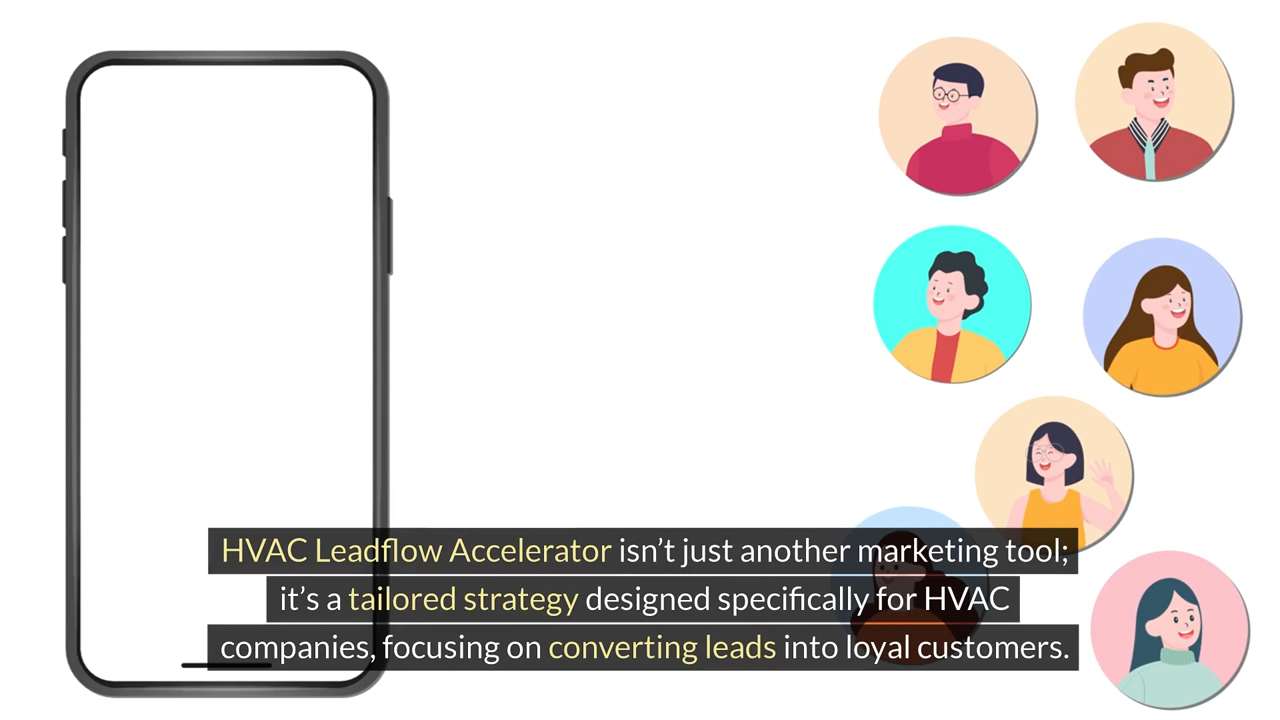 HVAC Leadflow Accelerator isn’t just another marketing tool;
it’s a tailored strategy designed specifically for HVAC
companies, focusing on converting leads into loyal customers.